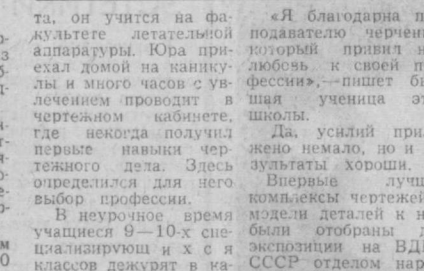 та, он учится на фа-
культете летательной
аппаратуры. Юра при-
ехал домой на канику-
лы и много часов с ув-
лечением проводит в
чертежном кабинете,
где некогда получил
первые навыки чер-
тежного дела. Здесь
определился для него
выбор профессии.
В неурочное время
учащиеся 9—10-х спе-
циализирующ и х с я
классов дежурят в ка-
«Я благодарна п
подавателю черчен
который привил н
любовь к своей п
фессии»,—пишет б
шая ученица э
школы.
Да, усилий при
жено немало, но и
зультаты хороши.
Впервые лучш
комплексы чертежей
модели деталей к н
были отобраны д
экспозиции на ВД
СССР отделом нар